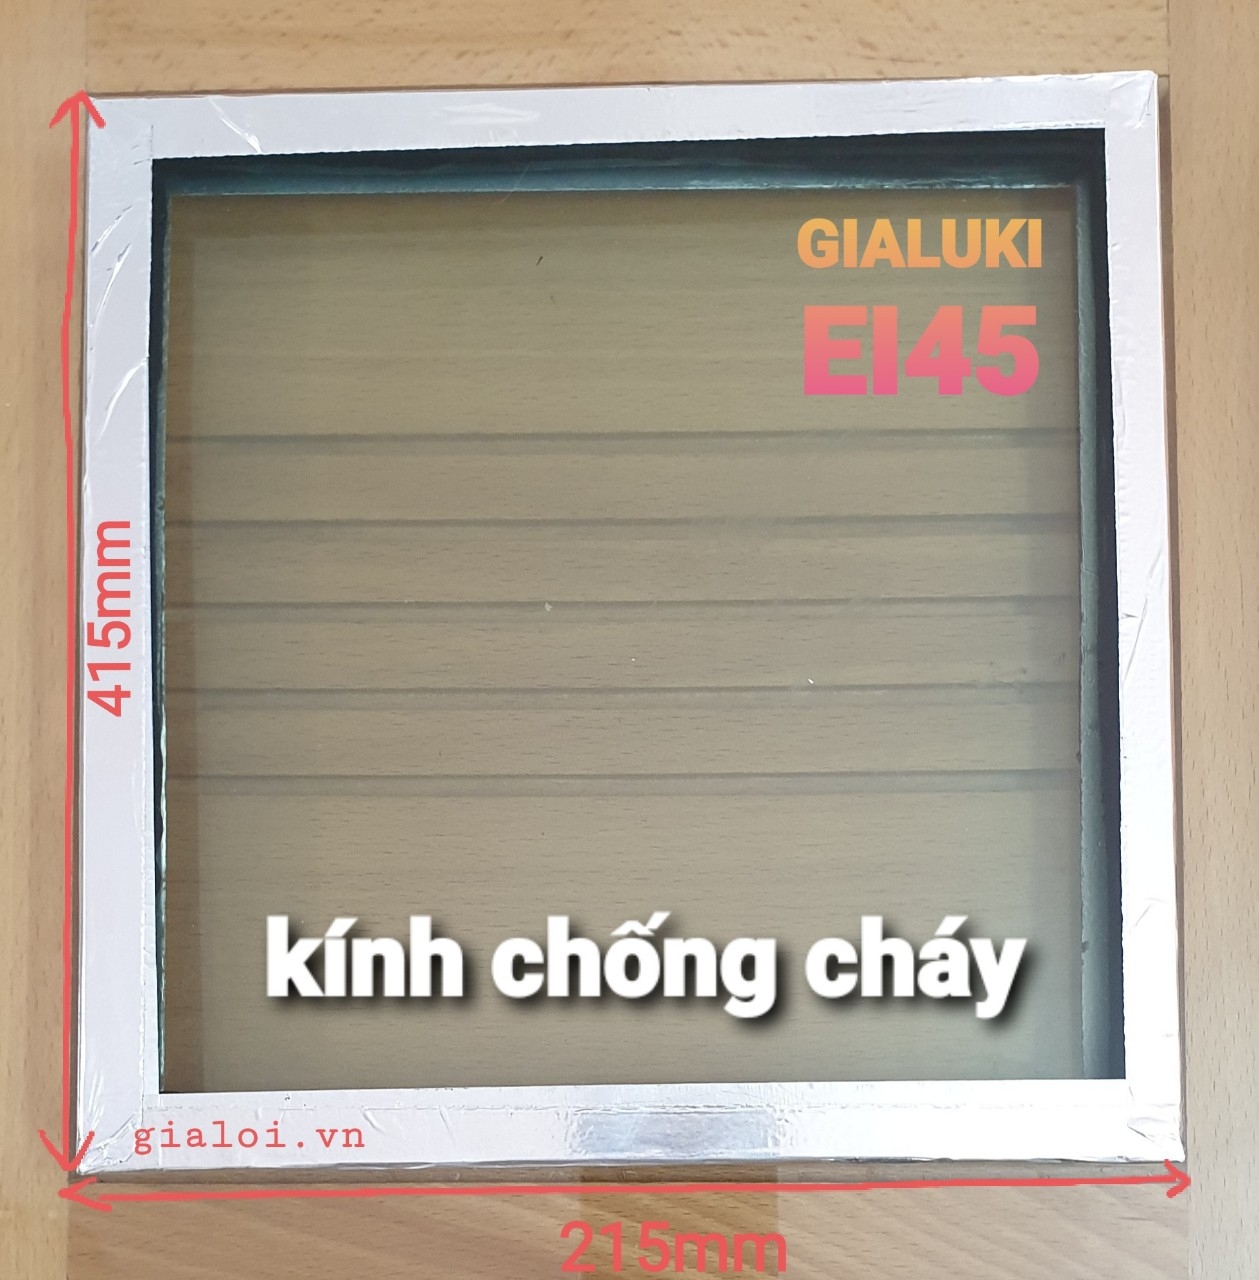 GIALUKI
EI45
415mm
kính chống cháy
gialoi.vn
215mm